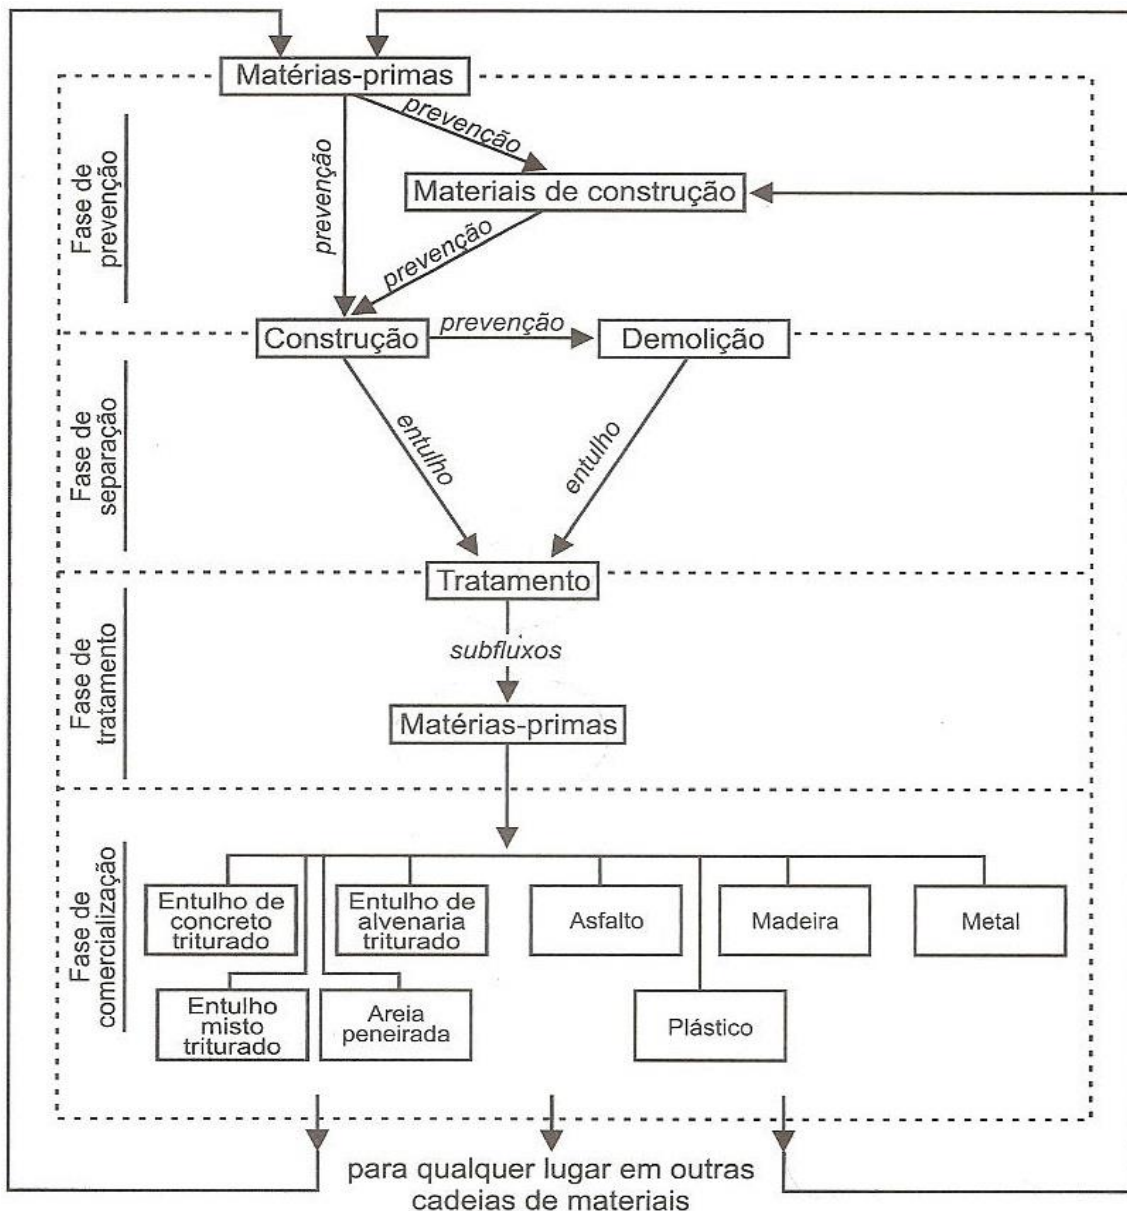 Matérias-primas
prevenção
prevenção
Materiais de construção
prevenção
Fase de
prevenção
Construção
prevenção
Demolição
entulho
entulho
Fase de
separação
Tratamento
subfluxos
Matérias-primas
Fase de
tratamento
Fase de
comercialização
Entulho de
concreto
triturado
Entulho de
alvenaria
triturado
Asfalto
Madeira
Metal
Entulho
misto
triturado
Areia
peneirada
Plástico
para qualquer lugar em outras
cadeias de materiais